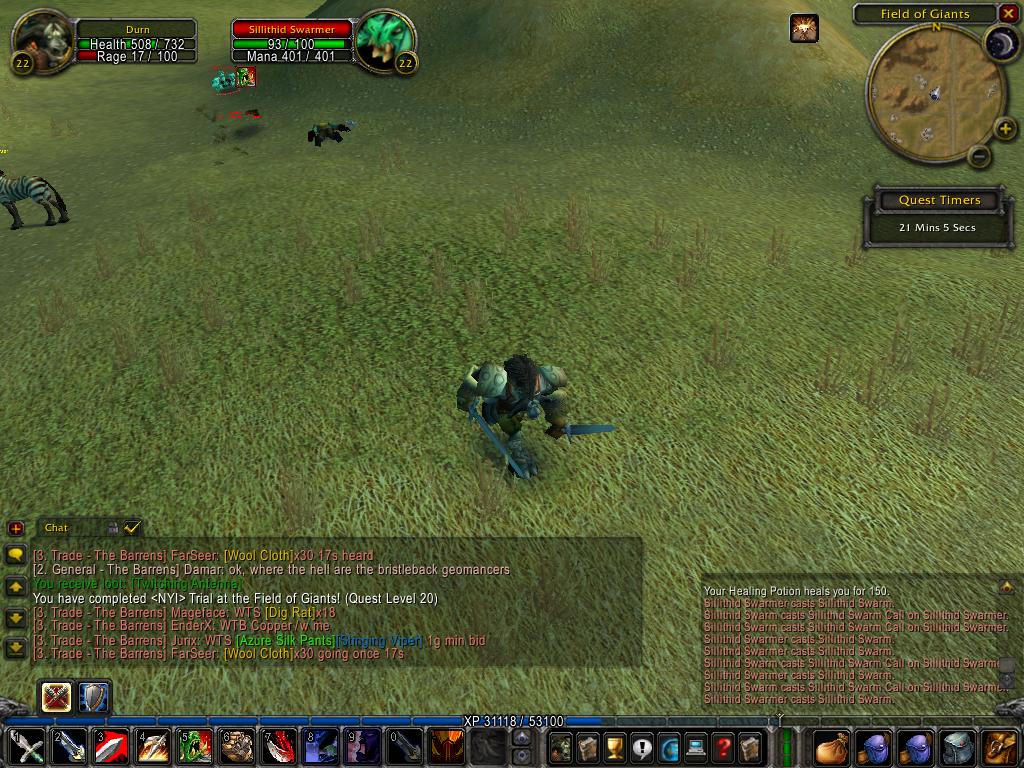 Durn
Health 508 / 732
Rage 17 / 100
22
Sillithid Swarmer
93 / 100
Mana 401 / 401
22
Field of Giants
N
Quest Timers
21 Mins 5 Secs
Chat
[3. Trade - The Barrens] FarSeer: [Wool Cloth]x30 17s heard
[2. General - The Barrens] Damar: ok, where the hell are the bristleback geomancers
You receive loot: [Twitching Antenna]
You have completed <NYI> Trial at the Field of Giants! (Quest Level 20)
[3. Trade - The Barrens] Mageface: WTS [Dig Rat]x18
[3. Trade - The Barrens] EnderX: WTB Copper /w me
[3. Trade - The Barrens] Jurix: WTS [Azure Silk Pants][Stinging Viper] 1g min bid
[3. Trade - The Barrens] FarSeer: [Wool Cloth]x30 going once 17s
Your Healing Potion heals you for 150.
Sillithid Swarmer casts Sillithid Swarm.
Sillithid Swarm casts Sillithid Swarm Call on Sillithid Swarmer.
Sillithid Swarm casts Sillithid Swarm Call on Sillithid Swarmer.
Sillithid Swarmer casts Sillithid Swarm.
Sillithid Swarmer casts Sillithid Swarm.
Sillithid Swarm casts Sillithid Swarm Call on Sillithid Swarme
Sillithid Swarmer casts Sillithid Swarm.
Sillithid Swarm casts Sillithid Swarm Call on Sillithid Swarmer.
Sillithid Swarmer casts Sillithid Swarm.
XP 31118 / 53100
1 2 3 4 5 6 7 8 9 0